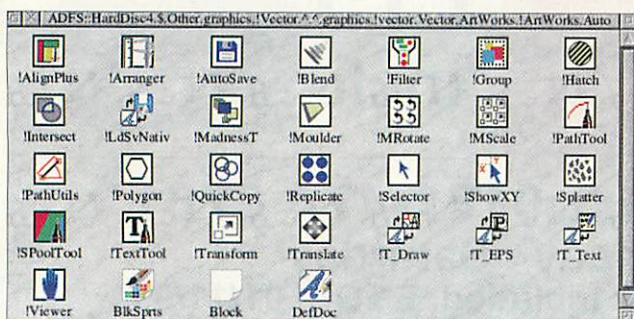 ADFS::HardDisc4.$.Other.graphics.!Vector.^.^.graphics.!vector.Vector.ArtWorks.!ArtWorks.Auto
!AlignPlus !Arranger !AutoSave !Blend !Filter !Group !Hatch
!Intersect !LdSvNativ !MadnessT !Moulder !MRotate !MScale !PathTool
!PathUtils !Polygon !QuickCopy !Replicate !Selector !ShowXY !Splatter
!SPoolTool !TextTool !Transform !Translate !T_Draw !T_EPS !T_Text
!Viewer BlkSprts Block DefDoc